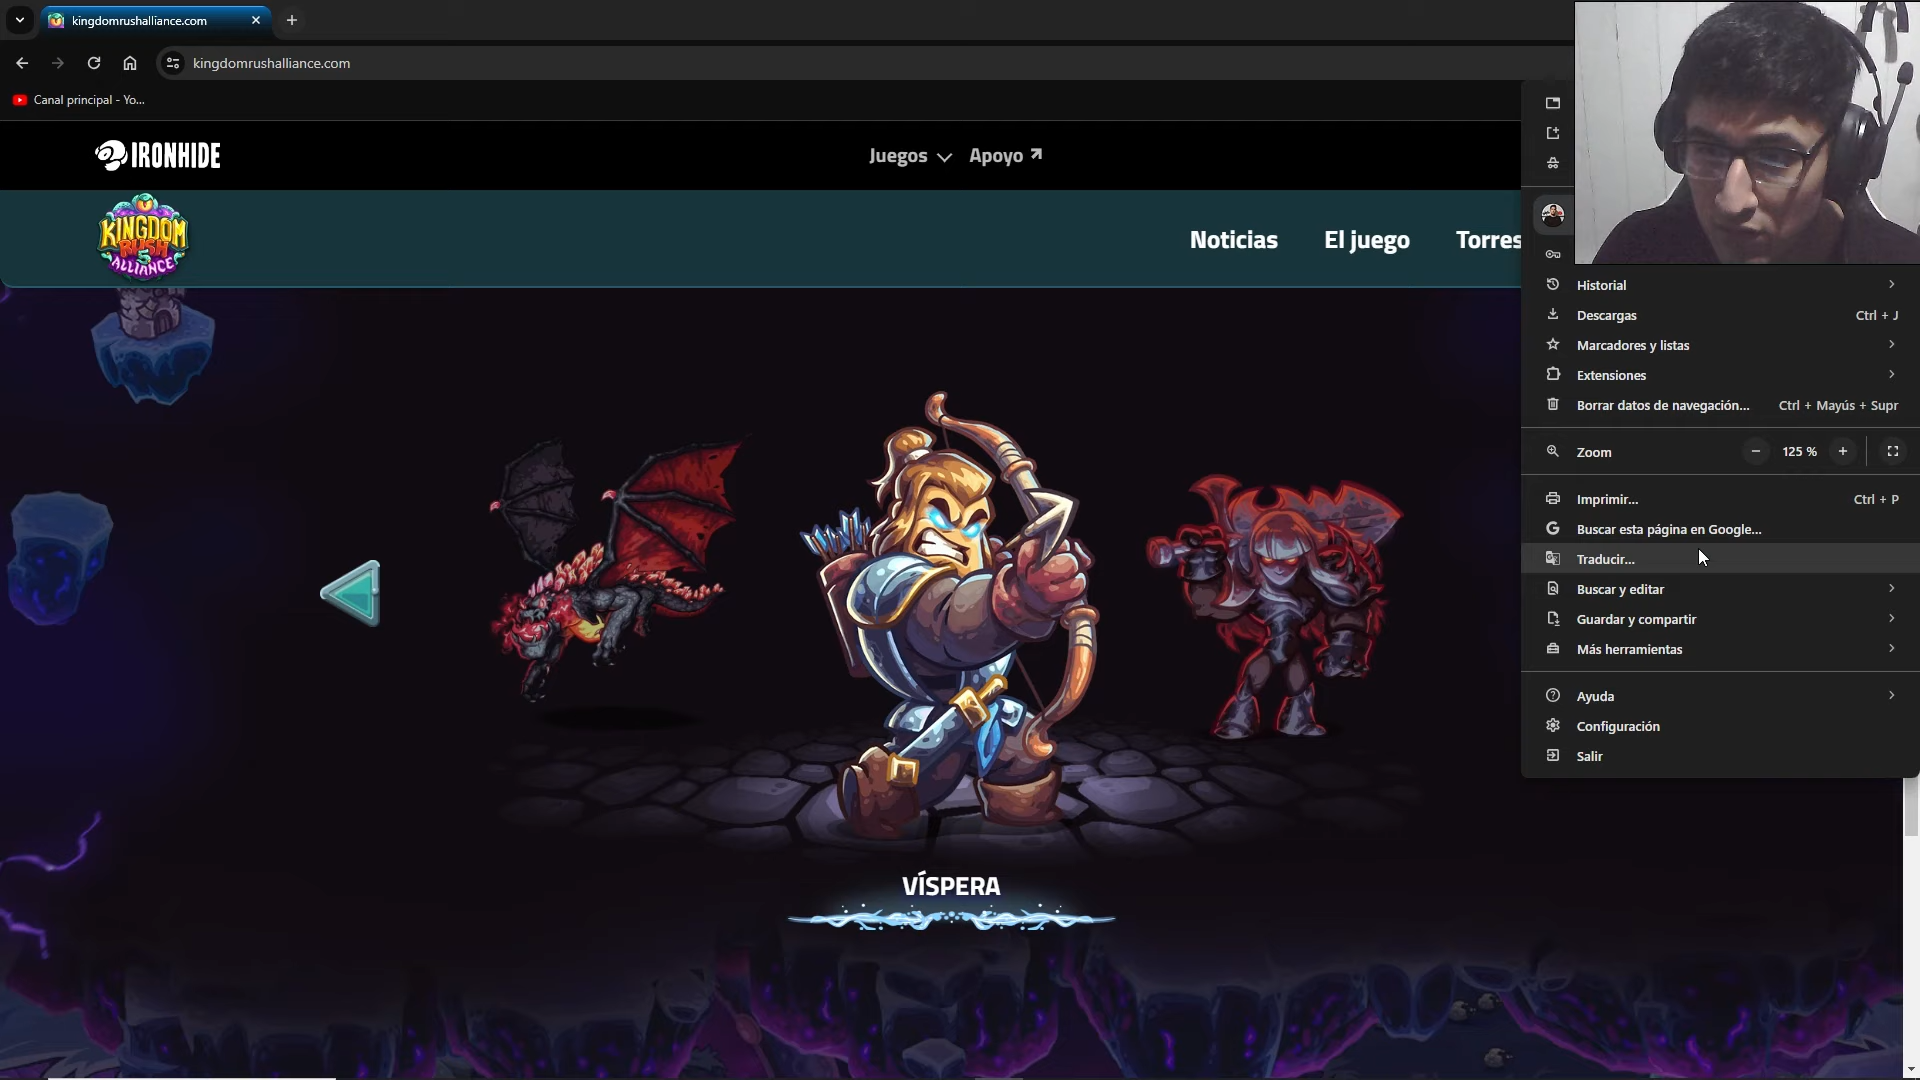 kingdomrushalliance.com
kingdomrushalliance.com
Canal principal - Yo...
IRONHIDE
Juegos
Apoyo
KINGDOM
RUSH
5
ALLIANCE
Noticias
El juego
Torres
Historial
Descargas Ctrl + J
Marcadores y listas
Extensiones
Borrar datos de navegación... Ctrl + Mayús + Supr
Zoom − 125 % +
Imprimir... Ctrl + P
Buscar esta página en Google...
Traducir...
Buscar y editar
Guardar y compartir
Más herramientas
Ayuda
Configuración
Salir
VÍSPERA